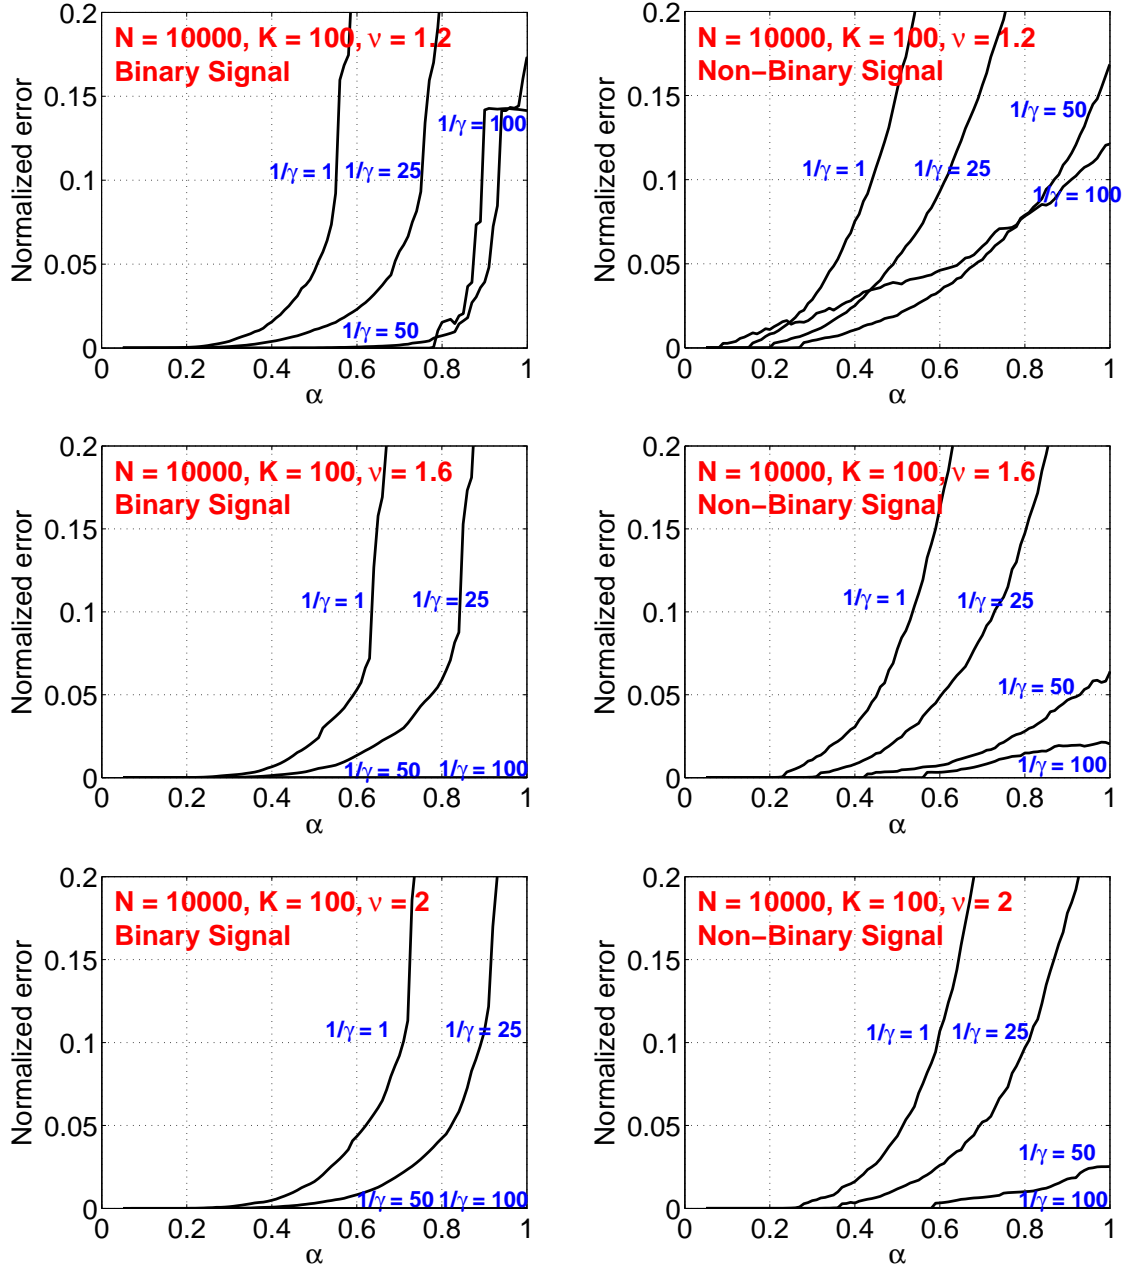 0.2
N = 10000, K = 100, ν = 1.2
Binary Signal
0.15
1/γ = 100
1/γ = 1
1/γ = 25
0.1
Normalized error
0.05
1/γ = 50
0
0 0.2 0.4 0.6 0.8 1
α
0.2
N = 10000, K = 100, ν = 1.2
Non−Binary Signal
0.15
1/γ = 50
1/γ = 1
1/γ = 25
0.1
1/γ = 100
Normalized error
0.05
0
0 0.2 0.4 0.6 0.8 1
α
0.2
N = 10000, K = 100, ν = 1.6
Binary Signal
0.15
1/γ = 1
1/γ = 25
0.1
Normalized error
0.05
1/γ = 50
1/γ = 100
0
0 0.2 0.4 0.6 0.8 1
α
0.2
N = 10000, K = 100, ν = 1.6
Non−Binary Signal
0.15
1/γ = 1
1/γ = 25
0.1
Normalized error
0.05
1/γ = 50
1/γ = 100
0
0 0.2 0.4 0.6 0.8 1
α
0.2
N = 10000, K = 100, ν = 2
Binary Signal
0.15
1/γ = 1
1/γ = 25
0.1
Normalized error
0.05
1/γ = 50
1/γ = 100
0
0 0.2 0.4 0.6 0.8 1
α
0.2
N = 10000, K = 100, ν = 2
Non−Binary Signal
0.15
1/γ = 1
1/γ = 25
0.1
Normalized error
0.05
1/γ = 50
1/γ = 100
0
0 0.2 0.4 0.6 0.8 1
α